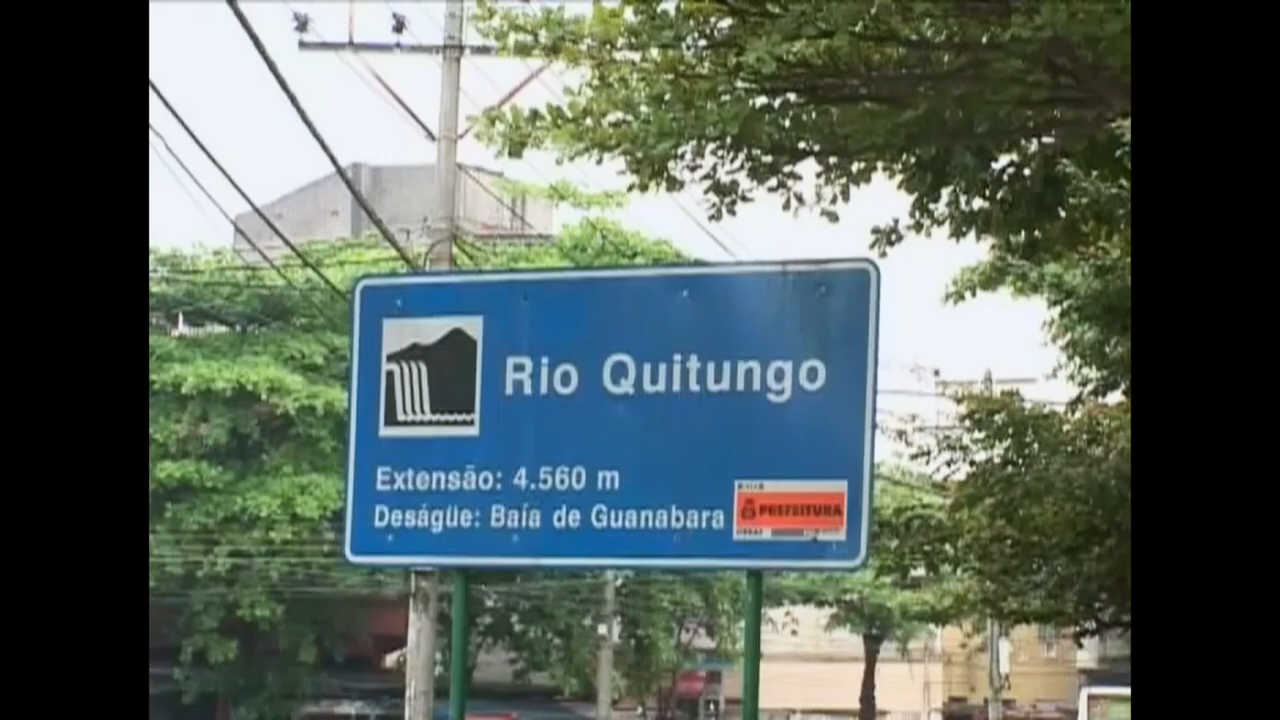 Rio Quitungo
Extensão: 4.560 m
Deságüe: Baía de Guanabara
PREFEITURA